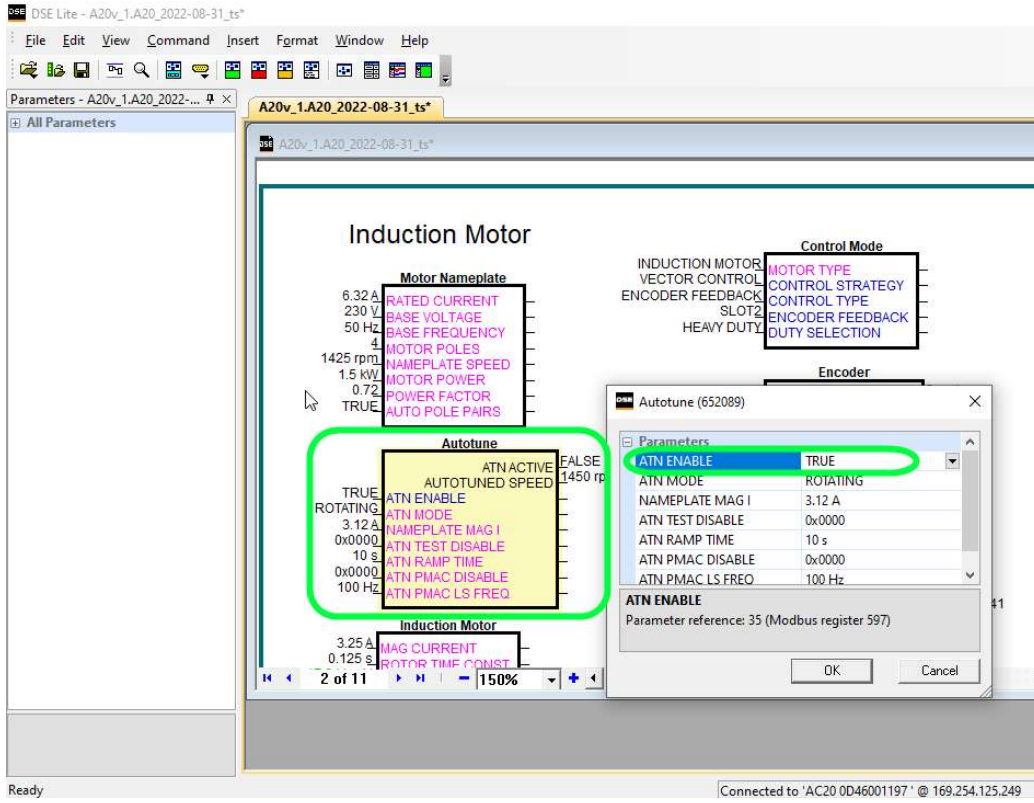 DSE Lite - A20v_1.A20_2022-08-31_ts*
File Edit View Command Insert Format Window Help
Parameters - A20v_1.A20_2022-...
All Parameters
A20v_1.A20_2022-08-31_ts*
A20v_1.A20_2022-08-31_ts*
Induction Motor
Motor Nameplate
6.32 A RATED CURRENT
230 V BASE VOLTAGE
50 Hz BASE FREQUENCY
4 MOTOR POLES
1425 rpm NAMEPLATE SPEED
1.5 kW MOTOR POWER
0.72 POWER FACTOR
TRUE AUTO POLE PAIRS
Control Mode
INDUCTION MOTOR MOTOR TYPE
VECTOR CONTROL CONTROL STRATEGY
ENCODER FEEDBACK CONTROL TYPE
SLOT2 ENCODER FEEDBACK
HEAVY DUTY DUTY SELECTION
Encoder
Autotune
ATN ACTIVE FALSE
AUTOTUNED SPEED 1450 rp
TRUE ATN ENABLE
ROTATING ATN MODE
3.12 A NAMEPLATE MAG I
0x0000 ATN TEST DISABLE
10 s ATN RAMP TIME
0x0000 ATN PMAC DISABLE
100 Hz ATN PMAC LS FREQ
Induction Motor
3.25 A MAG CURRENT
0.125 s ROTOR TIME CONST
2 of 11 150%
Autotune (652089)
Parameters
ATN ENABLE TRUE
ATN MODE ROTATING
NAMEPLATE MAG I 3.12 A
ATN TEST DISABLE 0x0000
ATN RAMP TIME 10 s
ATN PMAC DISABLE 0x0000
ATN PMAC LS FREQ 100 Hz
ATN ENABLE
Parameter reference: 35 (Modbus register 597)
OK Cancel
41
Ready
Connected to 'AC20 0D46001197 ' @ 169.254.125.249